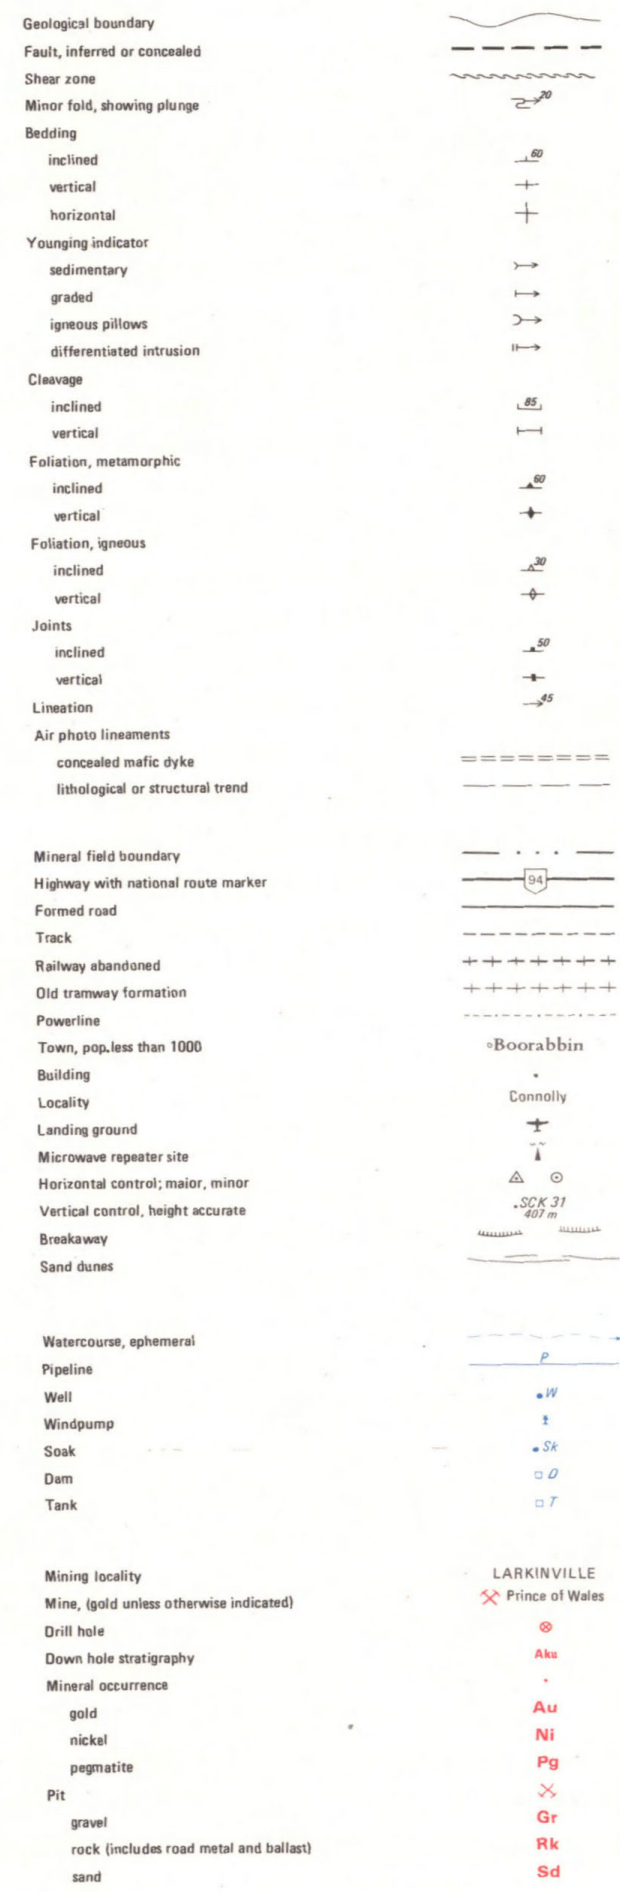 Geological boundary
Fault, inferred or concealed
Shear zone
Minor fold, showing plunge 20
Bedding
inclined 60
vertical
horizontal
Younging indicator
sedimentary
graded
igneous pillows
differentiated intrusion
Cleavage
inclined 85
vertical
Foliation, metamorphic
inclined 60
vertical
Foliation, igneous
inclined 30
vertical
Joints
inclined 50
vertical
Lineation 45
Air photo lineaments
concealed mafic dyke
lithological or structural trend
Mineral field boundary
Highway with national route marker 94
Formed road
Track
Railway abandoned
Old tramway formation
Powerline
Town, pop.less than 1000 Boorabbin
Building
Locality Connolly
Landing ground
Microwave repeater site
Horizontal control; maior, minor
Vertical control, height accurate .SCK 31
407 m
Breakaway
Sand dunes
Watercourse, ephemeral
Pipeline P
Well W
Windpump
Soak Sk
Dam D
Tank T
Mining locality LARKINVILLE
Mine, (gold unless otherwise indicated) Prince of Wales
Drill hole
Down hole stratigraphy Aku
Mineral occurrence
gold Au
nickel Ni
pegmatite Pg
Pit
gravel Gr
rock (includes road metal and ballast) Rk
sand Sd